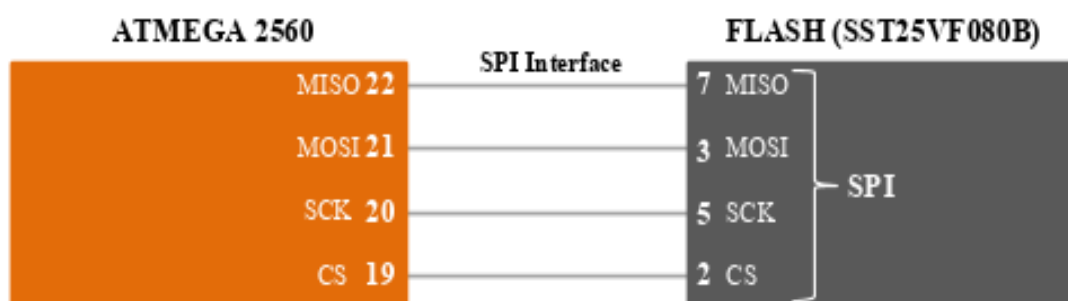 ATMEGA 2560
FLASH (SST25VF080B)
SPI Interface
MISO 22
7 MISO
MOSI 21
3 MOSI
SCK 20
5 SCK
CS 19
2 CS
SPI